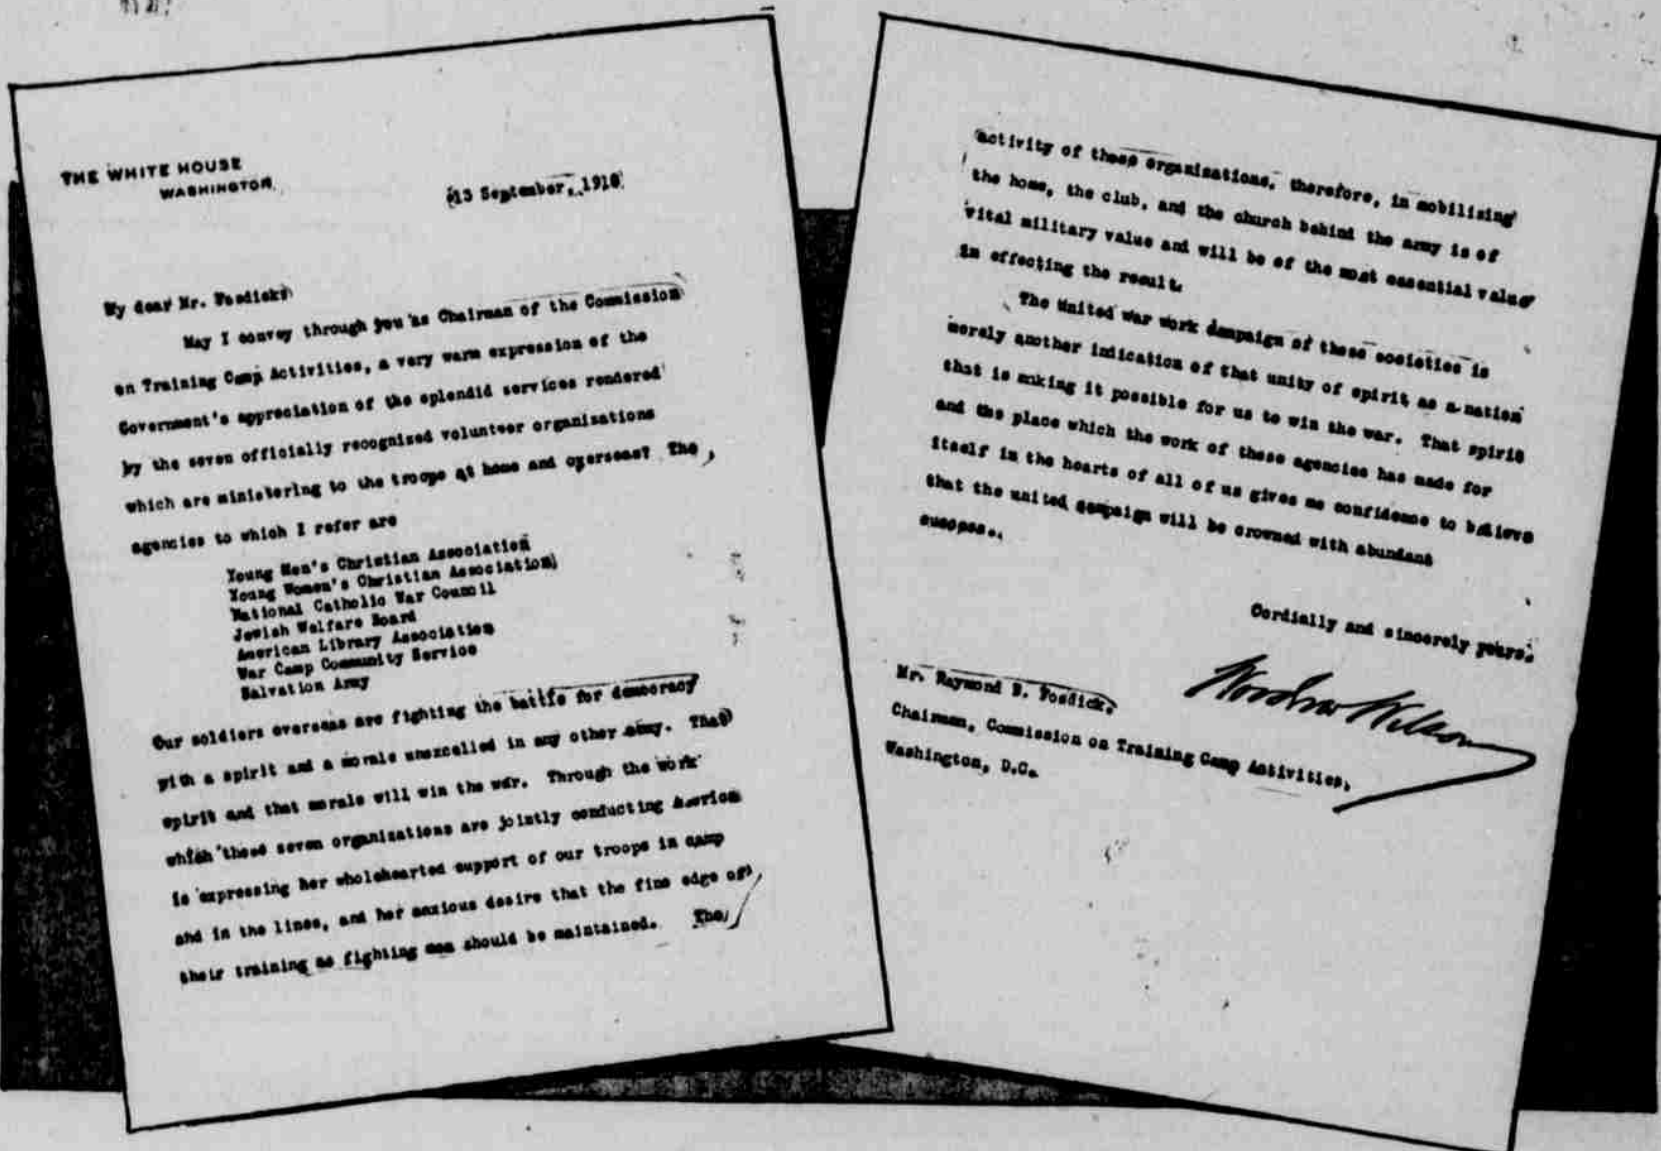 THE WHITE HOUSE
WASHINGTON
13 September, 1918
My dear Mr. Fosdick:
May I convey through you as Chairman of the Commission
on Training Camp Activities, a very warm expression of the
Government's appreciation of the splendid services rendered
by the seven officially recognized volunteer organizations
which are ministering to the troops at home and overseas? The
agencies to which I refer are
Young Men's Christian Association
Young Women's Christian Association
National Catholic War Council
Jewish Welfare Board
American Library Association
War Camp Community Service
Salvation Army
Our soldiers overseas are fighting the battle for democracy
with a spirit and a morale unexcelled in any other army. That
spirit and that morale will win the war. Through the work
which these seven organizations are jointly conducting America
is expressing her wholehearted support of our troops in camp
and in the lines, and her anxious desire that the fine edge of
their training as fighting men should be maintained. The
activity of these organizations, therefore, in mobilizing
the home, the club, and the church behind the army is of
vital military value and will be of the most essential value
in effecting the result.
The United war work campaign of these societies is
merely another indication of that unity of spirit as a nation
that is making it possible for us to win the war. That spirit
and the place which the work of these agencies has made for
itself in the hearts of all of us gives me confidence to believe
that the united campaign will be crowned with abundant
success.
Cordially and sincerely yours,
Woodrow Wilson
Mr. Raymond B. Fosdick,
Chairman, Commission on Training Camp Activities,
Washington, D.C.